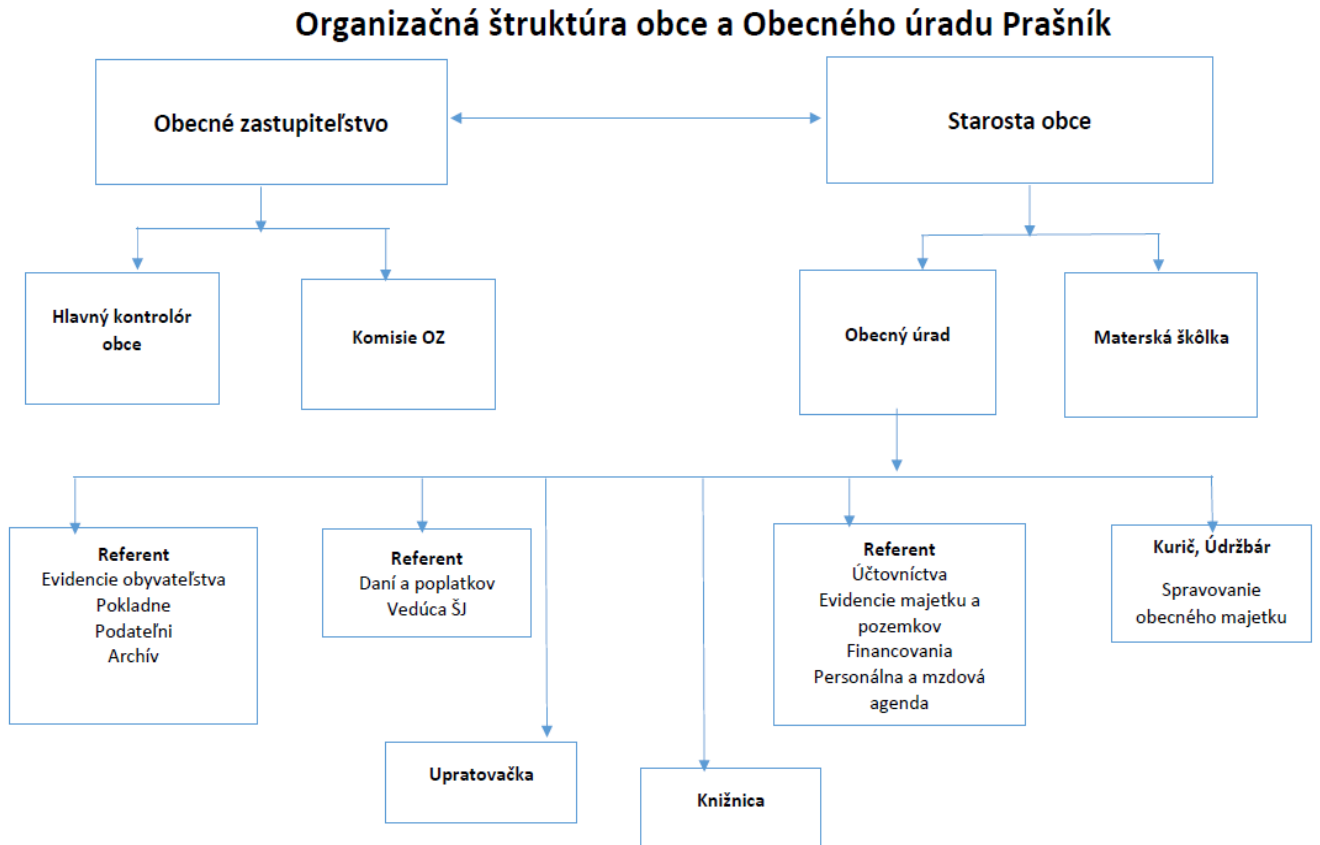 Organizačná štruktúra obce a Obecného úradu Prašník
Obecné zastupiteľstvo
Starosta obce
Hlavný kontrolór
obce
Komisie OZ
Obecný úrad
Materská škôlka
Referent
Evidencie obyvateľstva
Pokladne
Podateľni
Archív
Referent
Daní a poplatkov
Vedúca ŠJ
Referent
Účtovníctva
Evidencie majetku a
pozemkov
Financovania
Personálna a mzdová
agenda
Kurič, Údržbár
Spravovanie
obecného majetku
Upratovačka
Knižnica